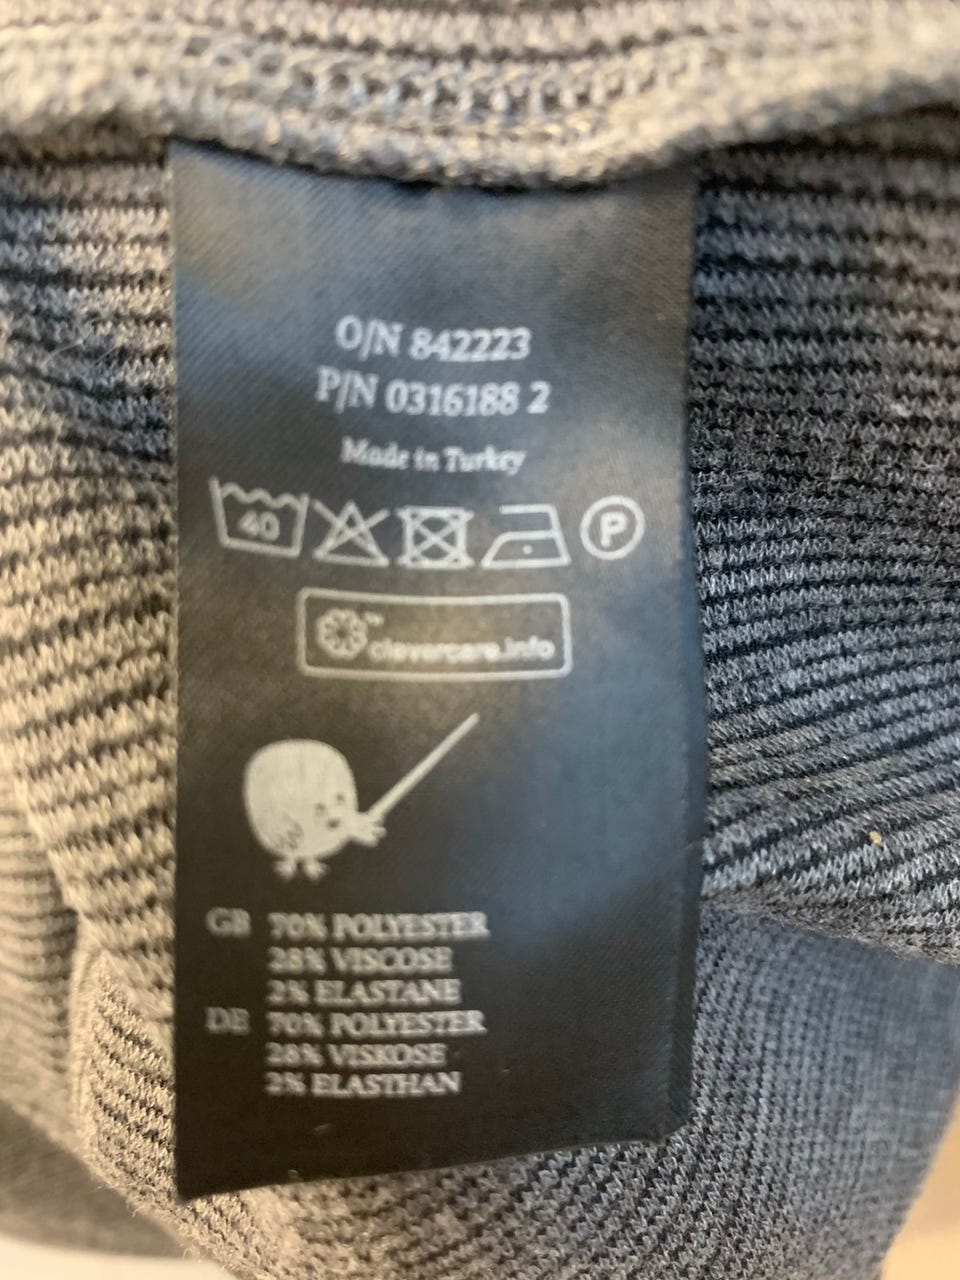 O/N 842223
P/N 0316188 2
Made in Turkey
40 P
™ clevercare.info
GB 70% POLYESTER
28% VISCOSE
2% ELASTANE
DE 70% POLYESTER
28% VISKOSE
2% ELASTHAN